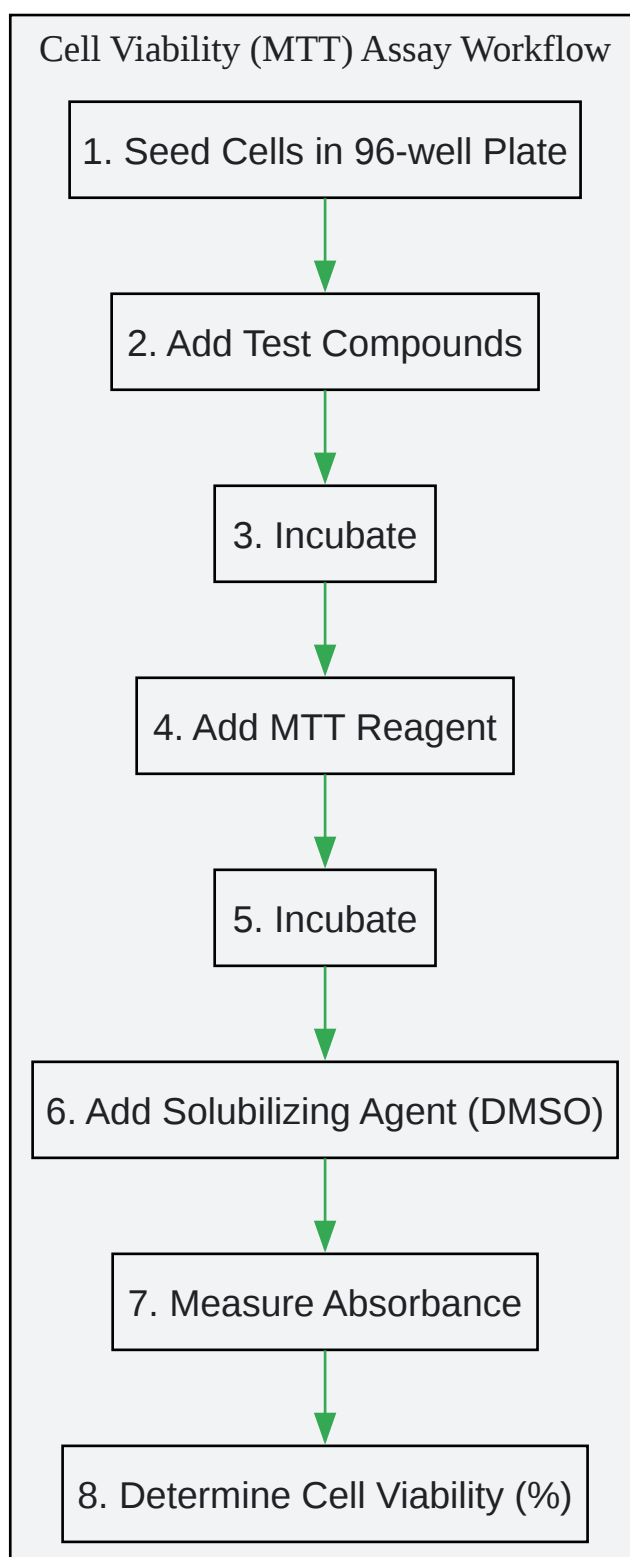 Cell Viability (MTT) Assay Workflow
1. Seed Cells in 96-well Plate
2. Add Test Compounds
3. Incubate
4. Add MTT Reagent
5. Incubate
6. Add Solubilizing Agent (DMSO)
7. Measure Absorbance
8. Determine Cell Viability (%)